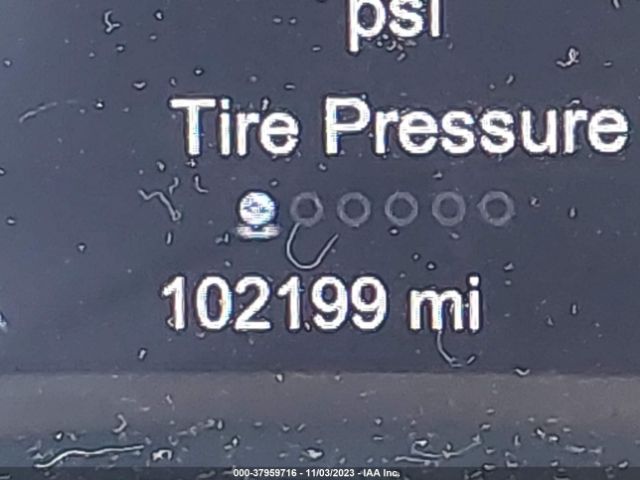 psi
Tire Pressure
102199 mi
000-37959716 - 11/03/2023 - IAA Inc.